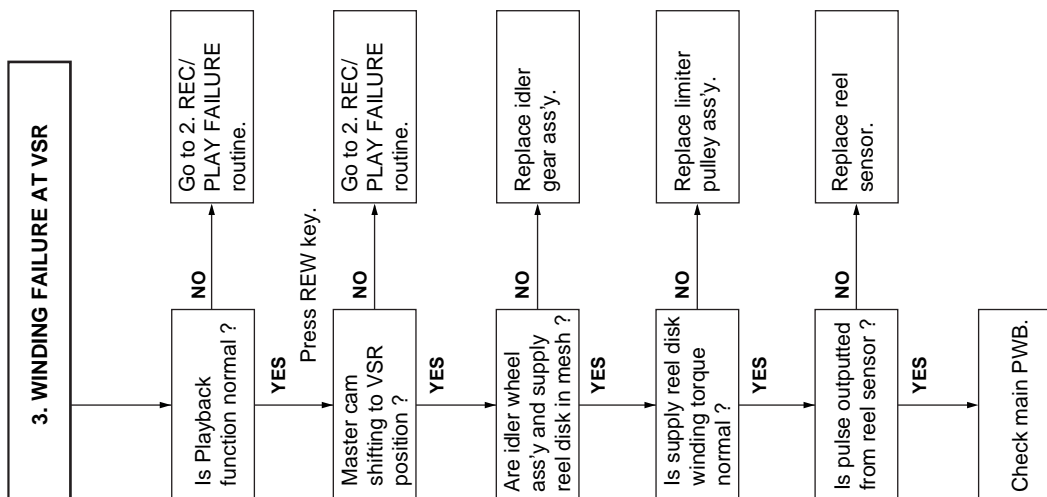 3. WINDING FAILURE AT VSR
Is Playback
function normal ?
NO
Go to 2. REC/
PLAY FAILURE
routine.
YES
Press REW key.
Master cam
shifting to VSR
position ?
NO
Go to 2. REC/
PLAY FAILURE
routine.
YES
Are idler wheel
ass'y and supply
reel disk in mesh ?
NO
Replace idler
gear ass'y.
YES
Is supply reel disk
winding torque
normal ?
NO
Replace limiter
pulley ass'y.
YES
Is pulse outputted
from reel sensor ?
NO
Replace reel
sensor.
YES
Check main PWB.